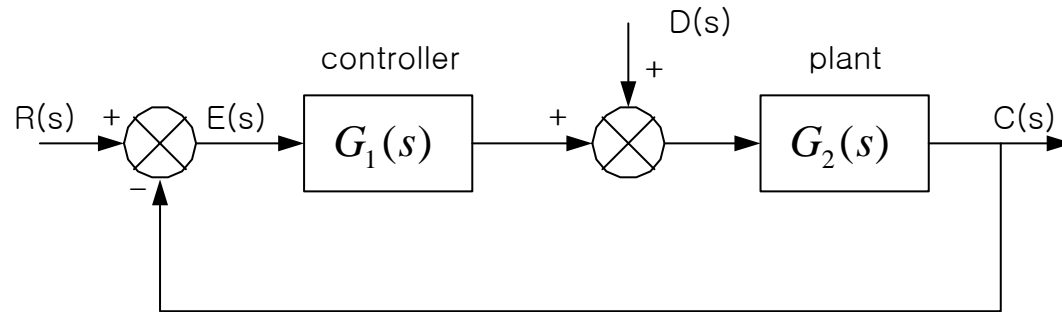 D(s)
controller
+
plant
R(s)
+
E(s)
G₁(s)
+
G₂(s)
C(s)
−